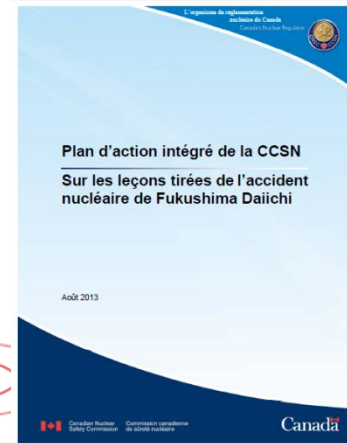 L'organisme de réglementation
nucléaire du Canada
Canada's Nuclear Regulator
Plan d'action intégré de la CCSN
Sur les leçons tirées de l'accident
nucléaire de Fukushima Daiichi
Août 2013
Canadian Nuclear
Safety Commission
Commission canadienne
de sûreté nucléaire
Canada